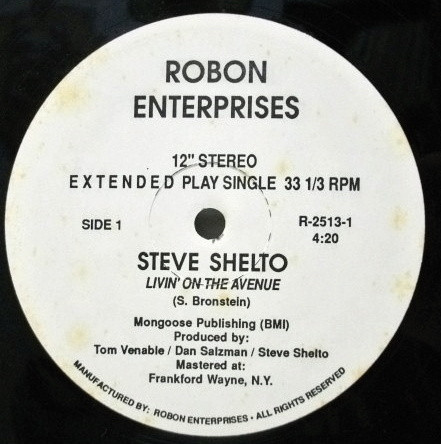 ROBON
ENTERPRISES
12" STEREO
EXTENDED PLAY SINGLE 33 1/3 RPM
SIDE 1
R-2513-1
4:20
STEVE SHELTO
LIVIN' ON THE AVENUE
(S. Bronstein)
Mongoose Publishing (BMI)
Produced by:
Tom Venable / Dan Salzman / Steve Shelto
Mastered at:
Frankford Wayne, N.Y.
MANUFACTURED BY: ROBON ENTERPRISES • ALL RIGHTS RESERVED